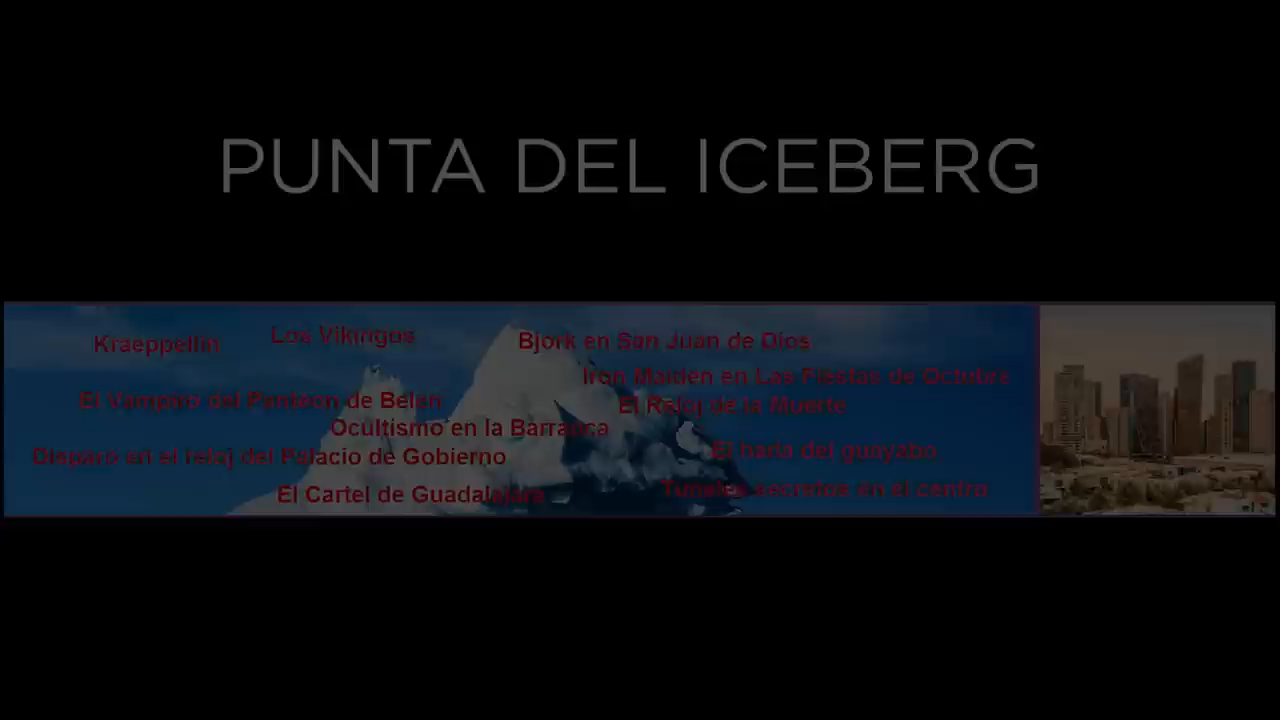 PUNTA DEL ICEBERG
Kraeppellin
Los Vikingos
Bjork en San Juan de Dios
Iron Maiden en Las Fiestas de Octubre
El Vampiro del Panteon de Belen
El Reloj de la Muerte
Ocultismo en la Barranca
Disparo en el reloj del Palacio de Gobierno
El harla del guayabo
El Cartel de Guadalajara
Tuneles secretos en el centro